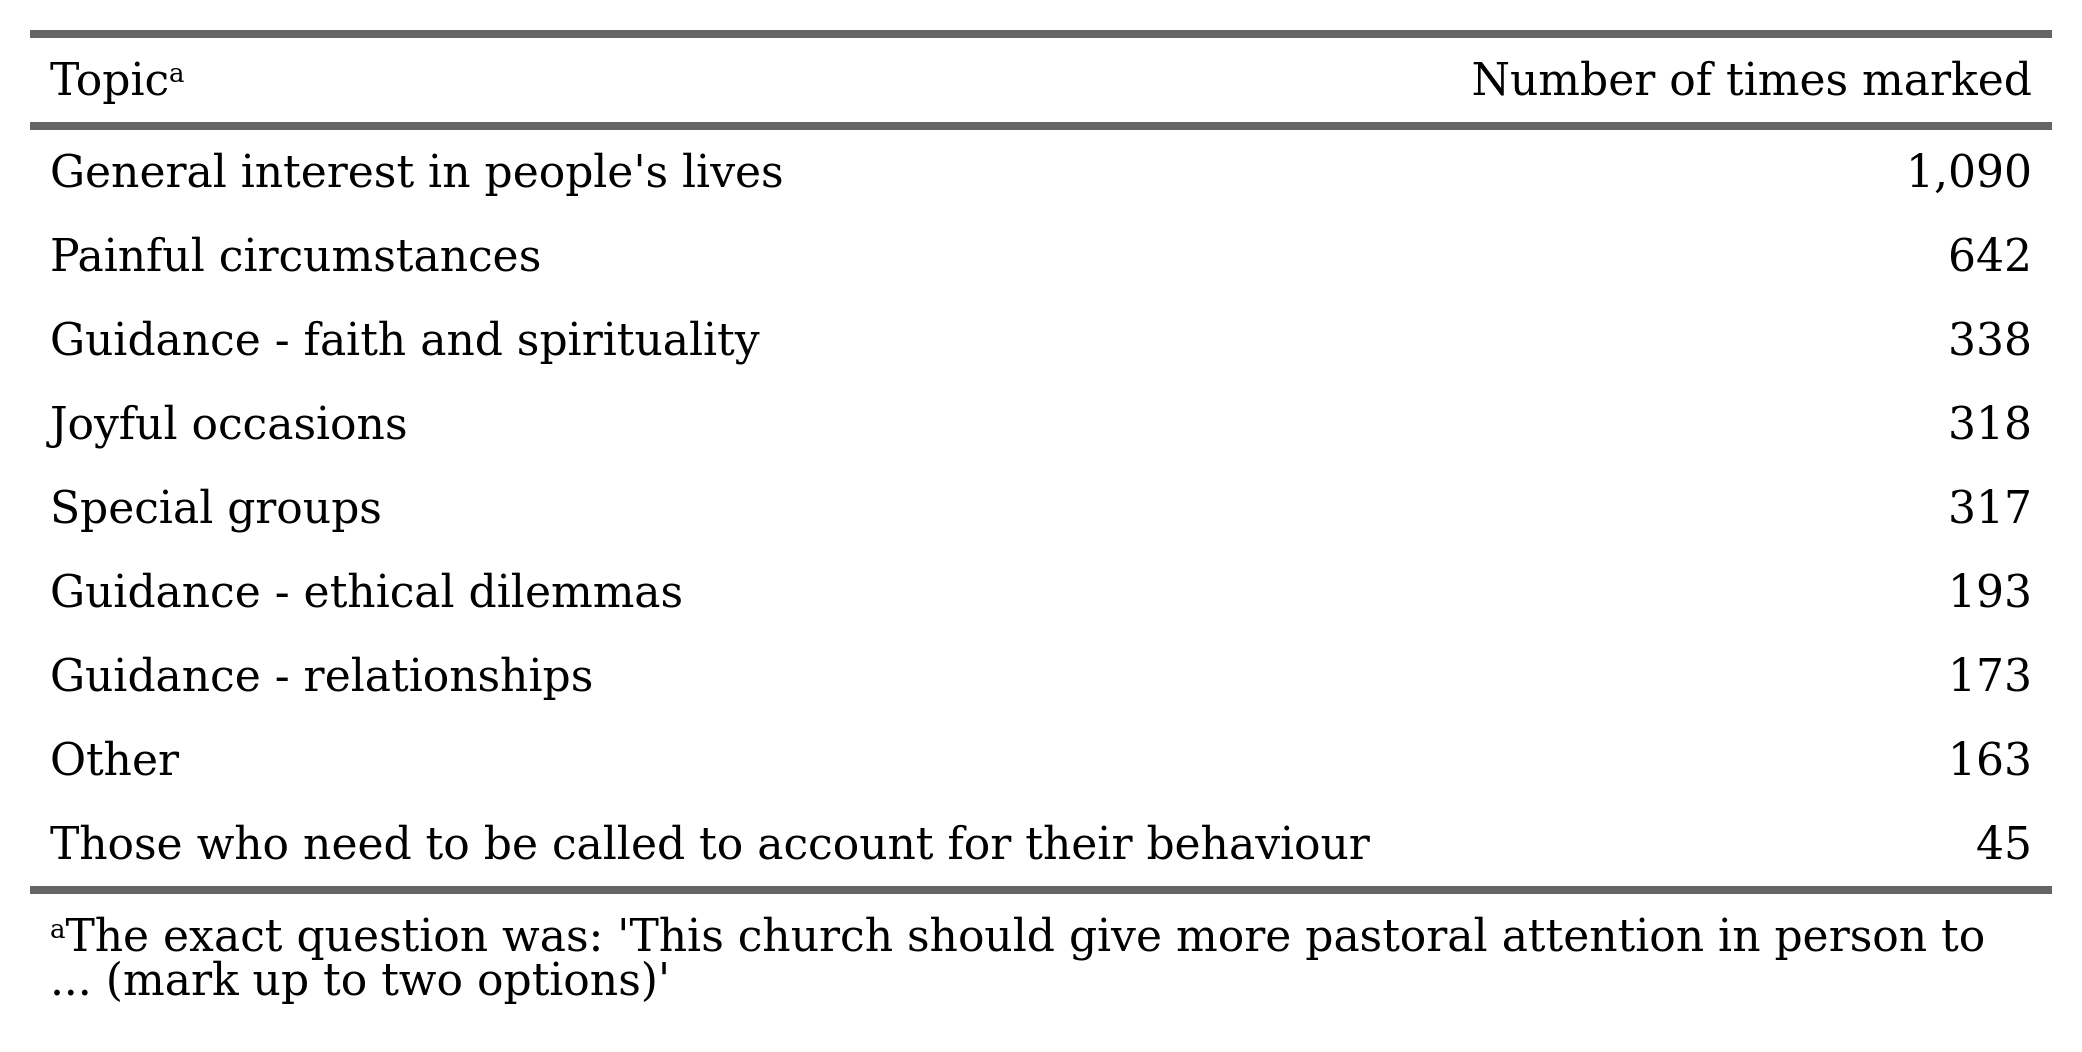 Topicᵃ Number of times marked
General interest in people's lives 1,090
Painful circumstances 642
Guidance - faith and spirituality 338
Joyful occasions 318
Special groups 317
Guidance - ethical dilemmas 193
Guidance - relationships 173
Other 163
Those who need to be called to account for their behaviour 45
ᵃThe exact question was: 'This church should give more pastoral attention in person to
... (mark up to two options)'